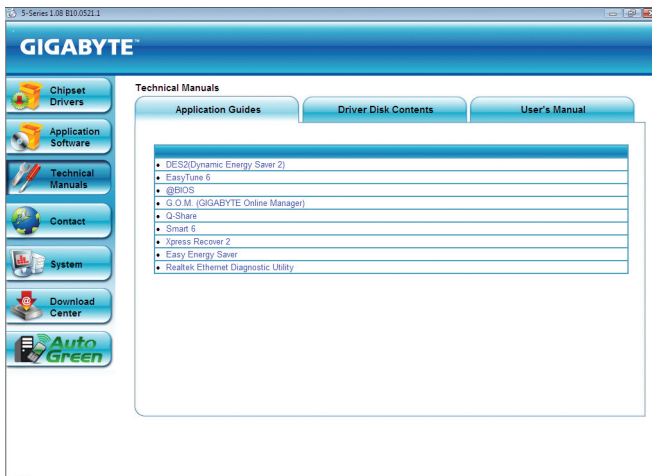 5-Series 1.08 B10.0521.1
GIGABYTE™
Chipset
Drivers
Application
Software
Technical
Manuals
Contact
System
Download
Center
Auto
Green
Technical Manuals
Application Guides
Driver Disk Contents
User's Manual
• DES2(Dynamic Energy Saver 2)
• EasyTune 6
• @BIOS
• G.O.M. (GIGABYTE Online Manager)
• Q-Share
• Smart 6
• Xpress Recover 2
• Easy Energy Saver
• Realtek Ethernet Diagnostic Utility